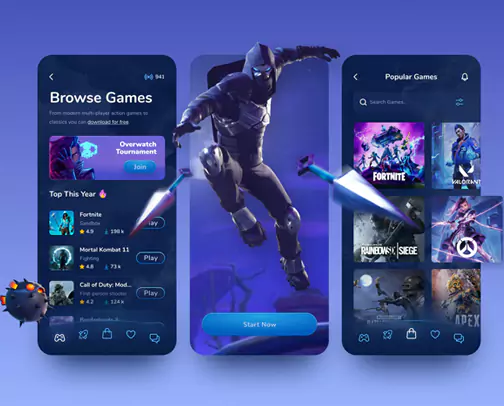 941
Browse Games
From modern multi-player action games to
classics you can download for free.
Overwatch
Tournament
Join
Top This Year 🔥
Fortnite
Sandbox
4.9 198 k
Play
Mortal Kombat 11
Fighting
4.8 73 k
Play
Call of Duty: Mod...
First person shooter
4.2 124 k
Play
Start Now
Popular Games
Search Games..
FORTNITE
VALORANT
RAINBOW SIEGE
APEX